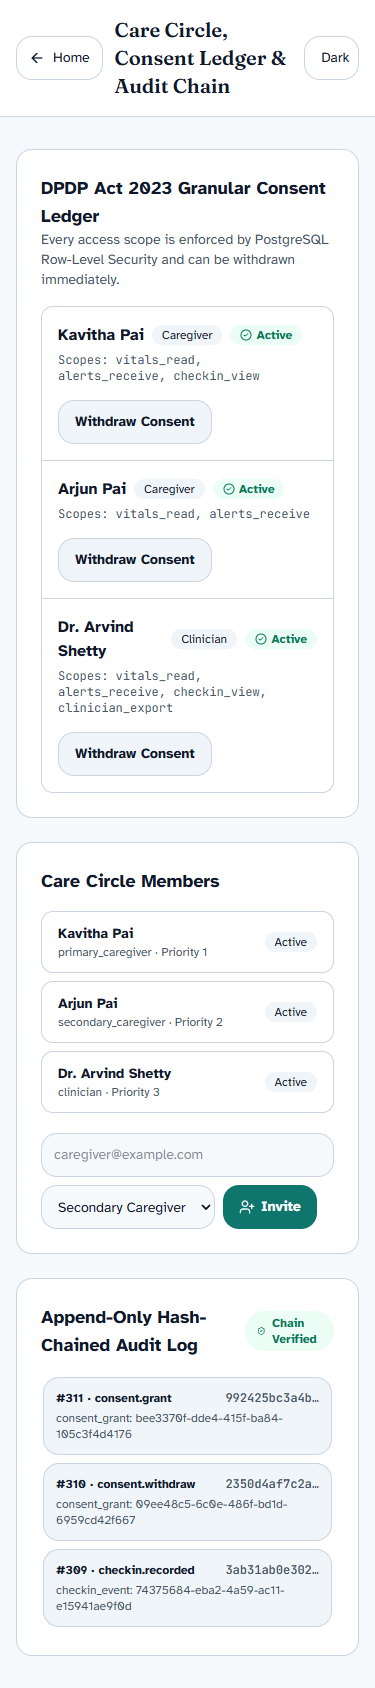 Home
Care Circle,
Consent Ledger &
Audit Chain
Dark
DPDP Act 2023 Granular Consent
Ledger
Every access scope is enforced by PostgreSQL
Row-Level Security and can be withdrawn
immediately.
Kavitha Pai Caregiver Active
Scopes: vitals_read,
alerts_receive, checkin_view
Withdraw Consent
Arjun Pai Caregiver Active
Scopes: vitals_read, alerts_receive
Withdraw Consent
Dr. Arvind
Shetty
Clinician Active
Scopes: vitals_read,
alerts_receive, checkin_view,
clinician_export
Withdraw Consent
Care Circle Members
Kavitha Pai
primary_caregiver · Priority 1
Active
Arjun Pai
secondary_caregiver · Priority 2
Active
Dr. Arvind Shetty
clinician · Priority 3
Active
caregiver@example.com
Secondary Caregiver Invite
Append-Only Hash-
Chained Audit Log
Chain
Verified
#311 · consent.grant 992425bc3a4b…
consent_grant: bee3370f-dde4-415f-ba84-
105c3f4d4176
#310 · consent.withdraw 2350d4af7c2a…
consent_grant: 09ee48c5-6c0e-486f-bd1d-
6959cd42f667
#309 · checkin.recorded 3ab31ab0e302…
checkin_event: 74375684-eba2-4a59-ac11-
e15941ae9f0d